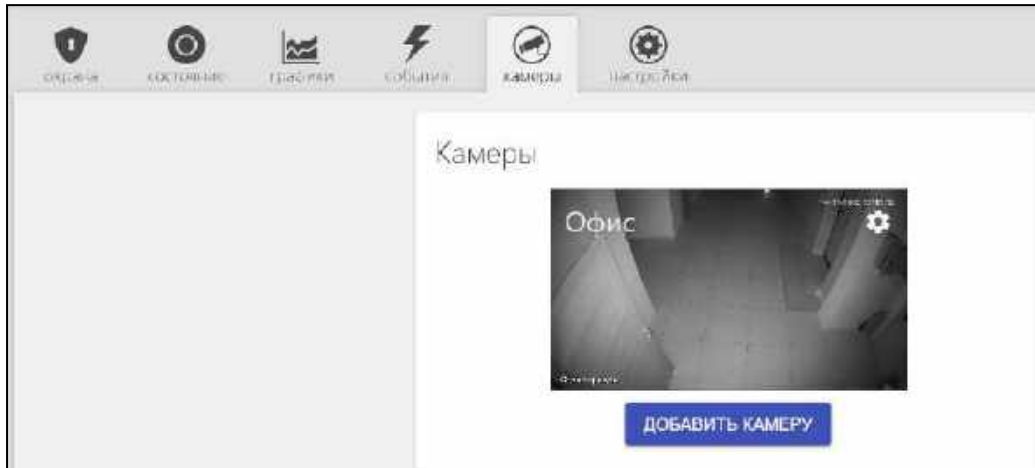 охрана
состояние
графики
события
камеры
настройки
Камеры
Офис
ДОБАВИТЬ КАМЕРУ